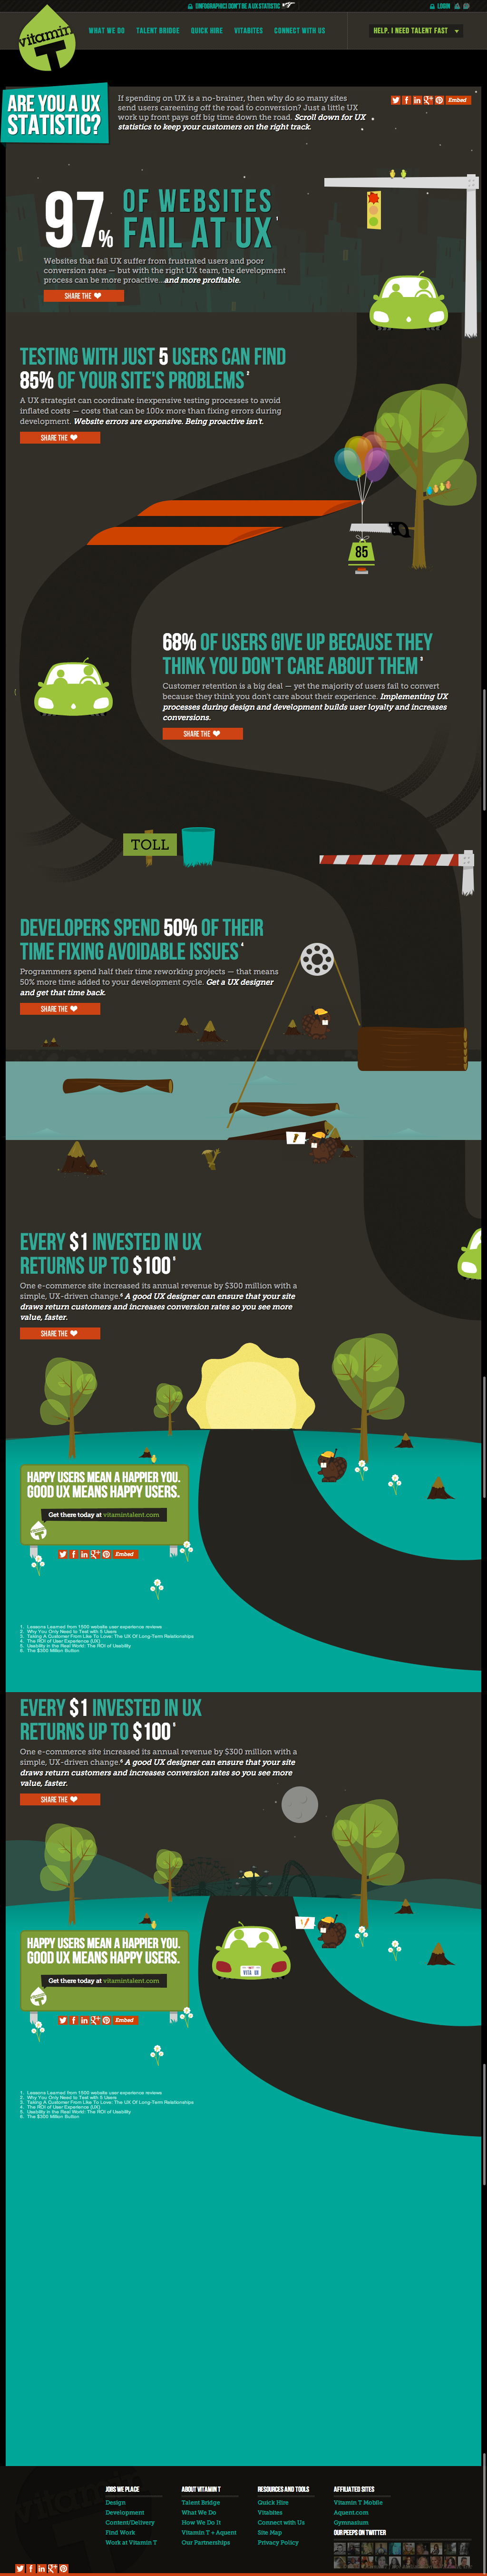 (INFOGRAPHIC) DON'T BE A UX STATISTIC
LOGIN
vitamin T
WHAT WE DO
TALENT BRIDGE
QUICK HIRE
VITABITES
CONNECT WITH US
HELP, I NEED TALENT FAST
ARE YOU A UX
STATISTIC?
If spending on UX is a no-brainer, then why do so many sites
send users careening off the road to conversion? Just a little UX
work up front pays off big time down the road. Scroll down for UX
statistics to keep your customers on the right track.
Embed
97% OF WEBSITES
FAIL AT UX 1
Websites that fail UX suffer from frustrated users and poor
conversion rates — but with the right UX team, the development
process can be more proactive...and more profitable.
SHARE THE ❤
TESTING WITH JUST 5 USERS CAN FIND
85% OF YOUR SITE'S PROBLEMS 2
A UX strategist can coordinate inexpensive testing processes to avoid
inflated costs — costs that can be 100x more than fixing errors during
development. Website errors are expensive. Being proactive isn't.
SHARE THE ❤
85
68% OF USERS GIVE UP BECAUSE THEY
THINK YOU DON'T CARE ABOUT THEM 3
Customer retention is a big deal — yet the majority of users fail to convert
because they think you don't care about their experience. Implementing UX
processes during design and development builds user loyalty and increases
conversions.
SHARE THE ❤
TOLL
DEVELOPERS SPEND 50% OF THEIR
TIME FIXING AVOIDABLE ISSUES 4
Programmers spend half their time reworking projects — that means
50% more time added to your development cycle. Get a UX designer
and get that time back.
SHARE THE ❤
!
EVERY $1 INVESTED IN UX
RETURNS UP TO $100 5
One e-commerce site increased its annual revenue by $300 million with a
simple, UX-driven change.6 A good UX designer can ensure that your site
draws return customers and increases conversion rates so you see more
value, faster.
SHARE THE ❤
HAPPY USERS MEAN A HAPPIER YOU.
GOOD UX MEANS HAPPY USERS.
Get there today at vitamintalent.com
vitamin T
Embed
1. Lessons Learned from 1500 website user experience reviews
2. Why You Only Need to Test with 5 Users
3. Taking A Customer From Like To Love: The UX Of Long-Term Relationships
4. The ROI of User Experience (UX)
5. Usability in the Real World: The ROI of Usability
6. The $300 Million Button
EVERY $1 INVESTED IN UX
RETURNS UP TO $100 5
One e-commerce site increased its annual revenue by $300 million with a
simple, UX-driven change.6 A good UX designer can ensure that your site
draws return customers and increases conversion rates so you see more
value, faster.
SHARE THE ❤
VITA UX
HAPPY USERS MEAN A HAPPIER YOU.
GOOD UX MEANS HAPPY USERS.
Get there today at vitamintalent.com
vitamin T
Embed
1. Lessons Learned from 1500 website user experience reviews
2. Why You Only Need to Test with 5 Users
3. Taking A Customer From Like To Love: The UX Of Long-Term Relationships
4. The ROI of User Experience (UX)
5. Usability in the Real World: The ROI of Usability
6. The $300 Million Button
vitamin
JOBS WE PLACE
Design
Development
Content/Delivery
Find Work
Work at Vitamin T
ABOUT VITAMIN T
Talent Bridge
What We Do
How We Do It
Vitamin T + Aquent
Our Partnerships
RESOURCES AND TOOLS
Quick Hire
Vitabites
Connect with Us
Site Map
Privacy Policy
AFFILIATED SITES
Vitamin T Mobile
Aquent.com
Gymnasium
OUR PEEPS ON TWITTER